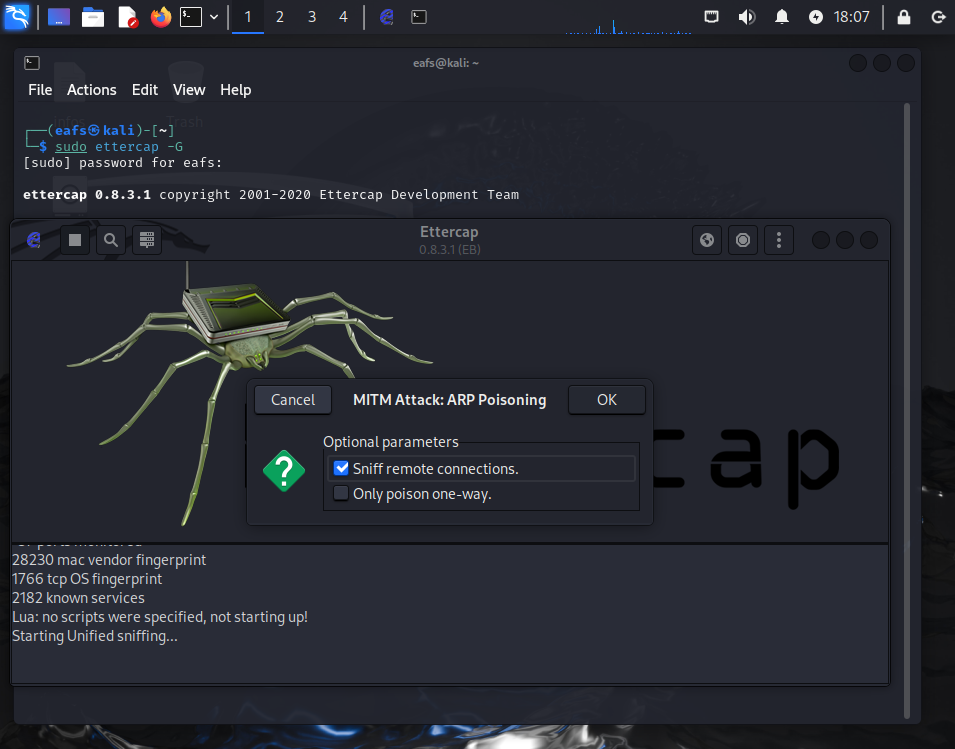 1 2 3 4 18:07
eafs@kali: ~
File Actions Edit View Help
Trash
┌──(eafs㉿kali)-[~]
└─$ sudo ettercap -G
[sudo] password for eafs:
ettercap 0.8.3.1 copyright 2001-2020 Ettercap Development Team
Ettercap
0.8.3.1 (EB)
Cancel MITM Attack: ARP Poisoning OK
Optional parameters
Sniff remote connections.
Only poison one-way.
cap
ports monitored
28230 mac vendor fingerprint
1766 tcp OS fingerprint
2182 known services
Lua: no scripts were specified, not starting up!
Starting Unified sniffing...